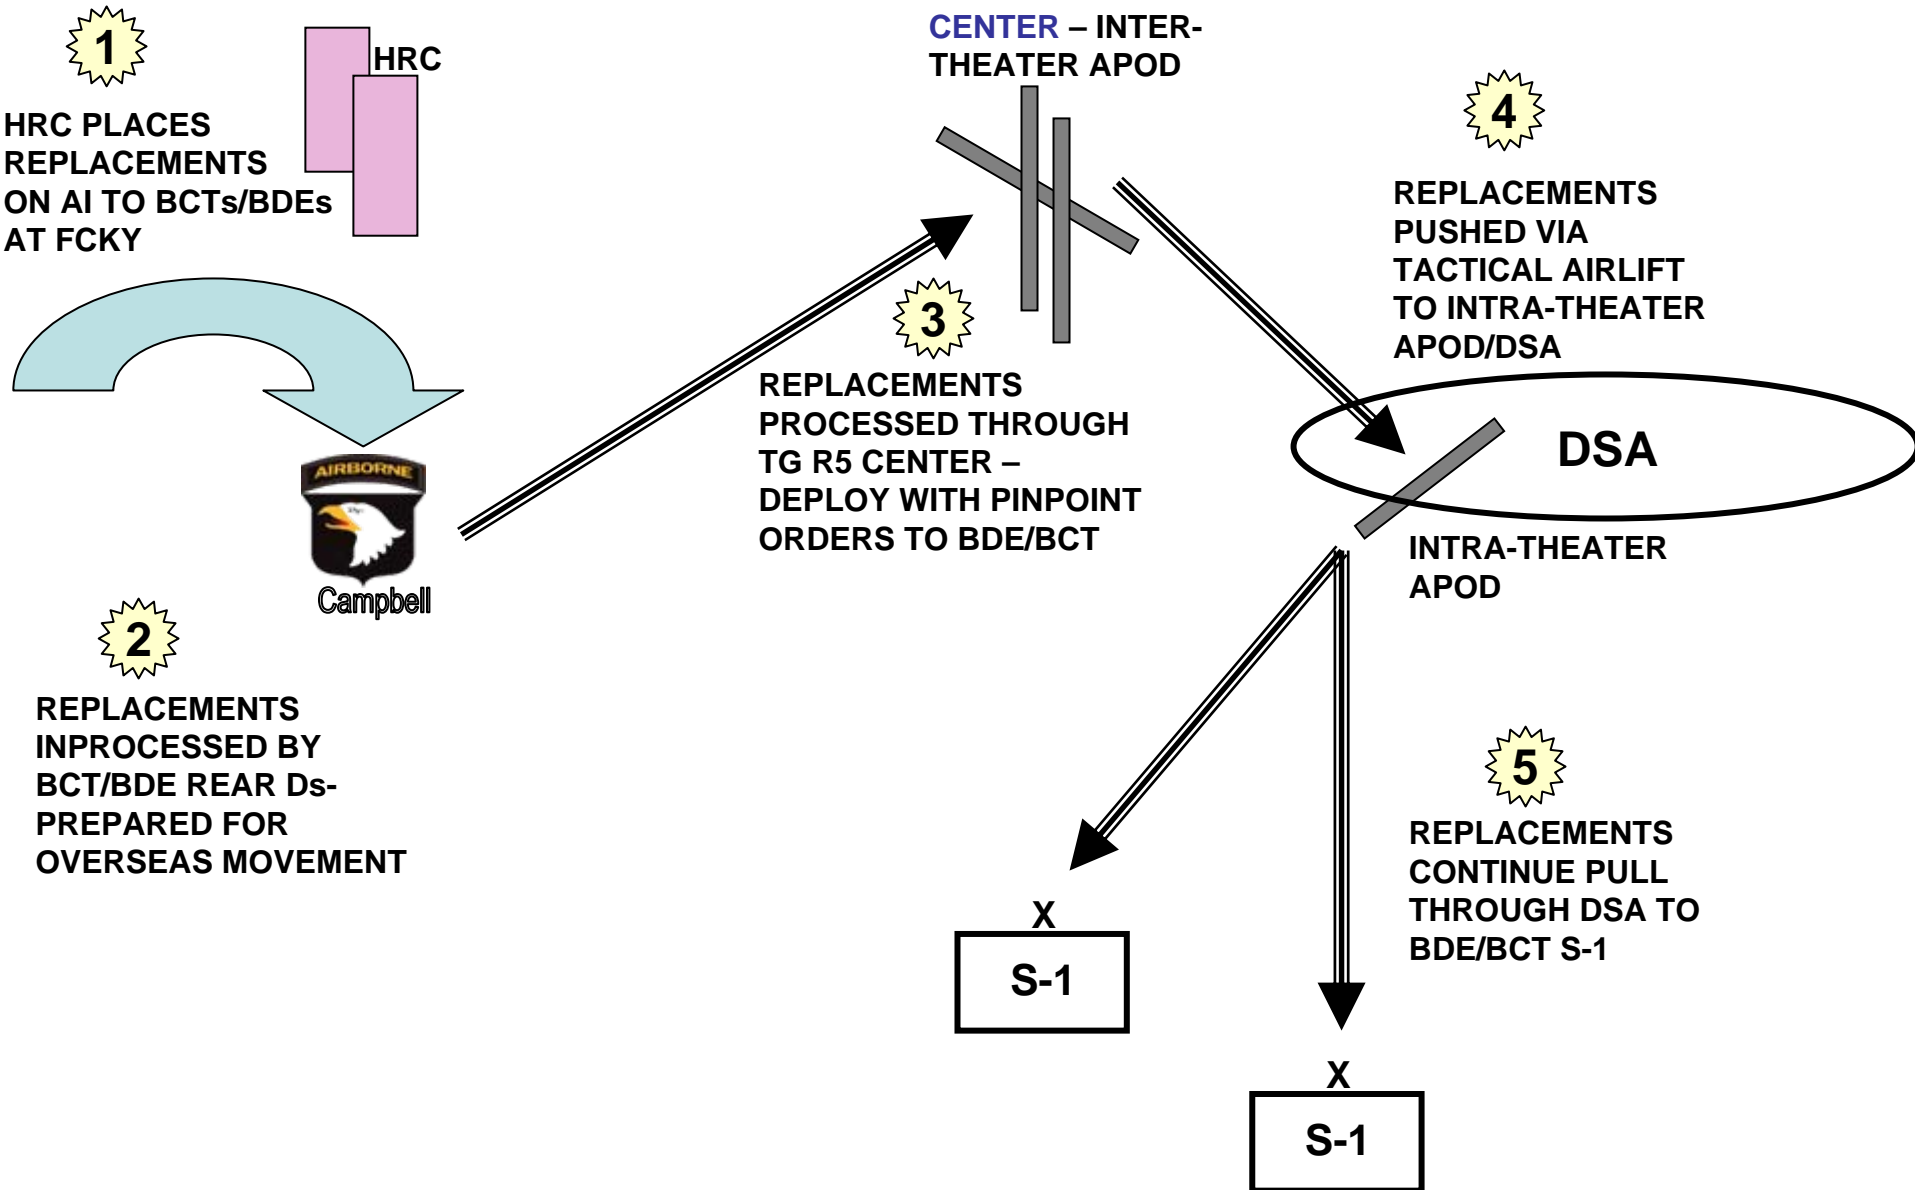 1
HRC
HRC PLACES
REPLACEMENTS
ON AI TO BCTs/BDEs
AT FCKY
AIRBORNE
Campbell
2
REPLACEMENTS
INPROCESSED BY
BCT/BDE REAR Ds-
PREPARED FOR
OVERSEAS MOVEMENT
CENTER – INTER-
THEATER APOD
3
REPLACEMENTS
PROCESSED THROUGH
TG R5 CENTER –
DEPLOY WITH PINPOINT
ORDERS TO BDE/BCT
4
REPLACEMENTS
PUSHED VIA
TACTICAL AIRLIFT
TO INTRA-THEATER
APOD/DSA
DSA
INTRA-THEATER
APOD
5
REPLACEMENTS
CONTINUE PULL
THROUGH DSA TO
BDE/BCT S-1
X
S-1
X
S-1